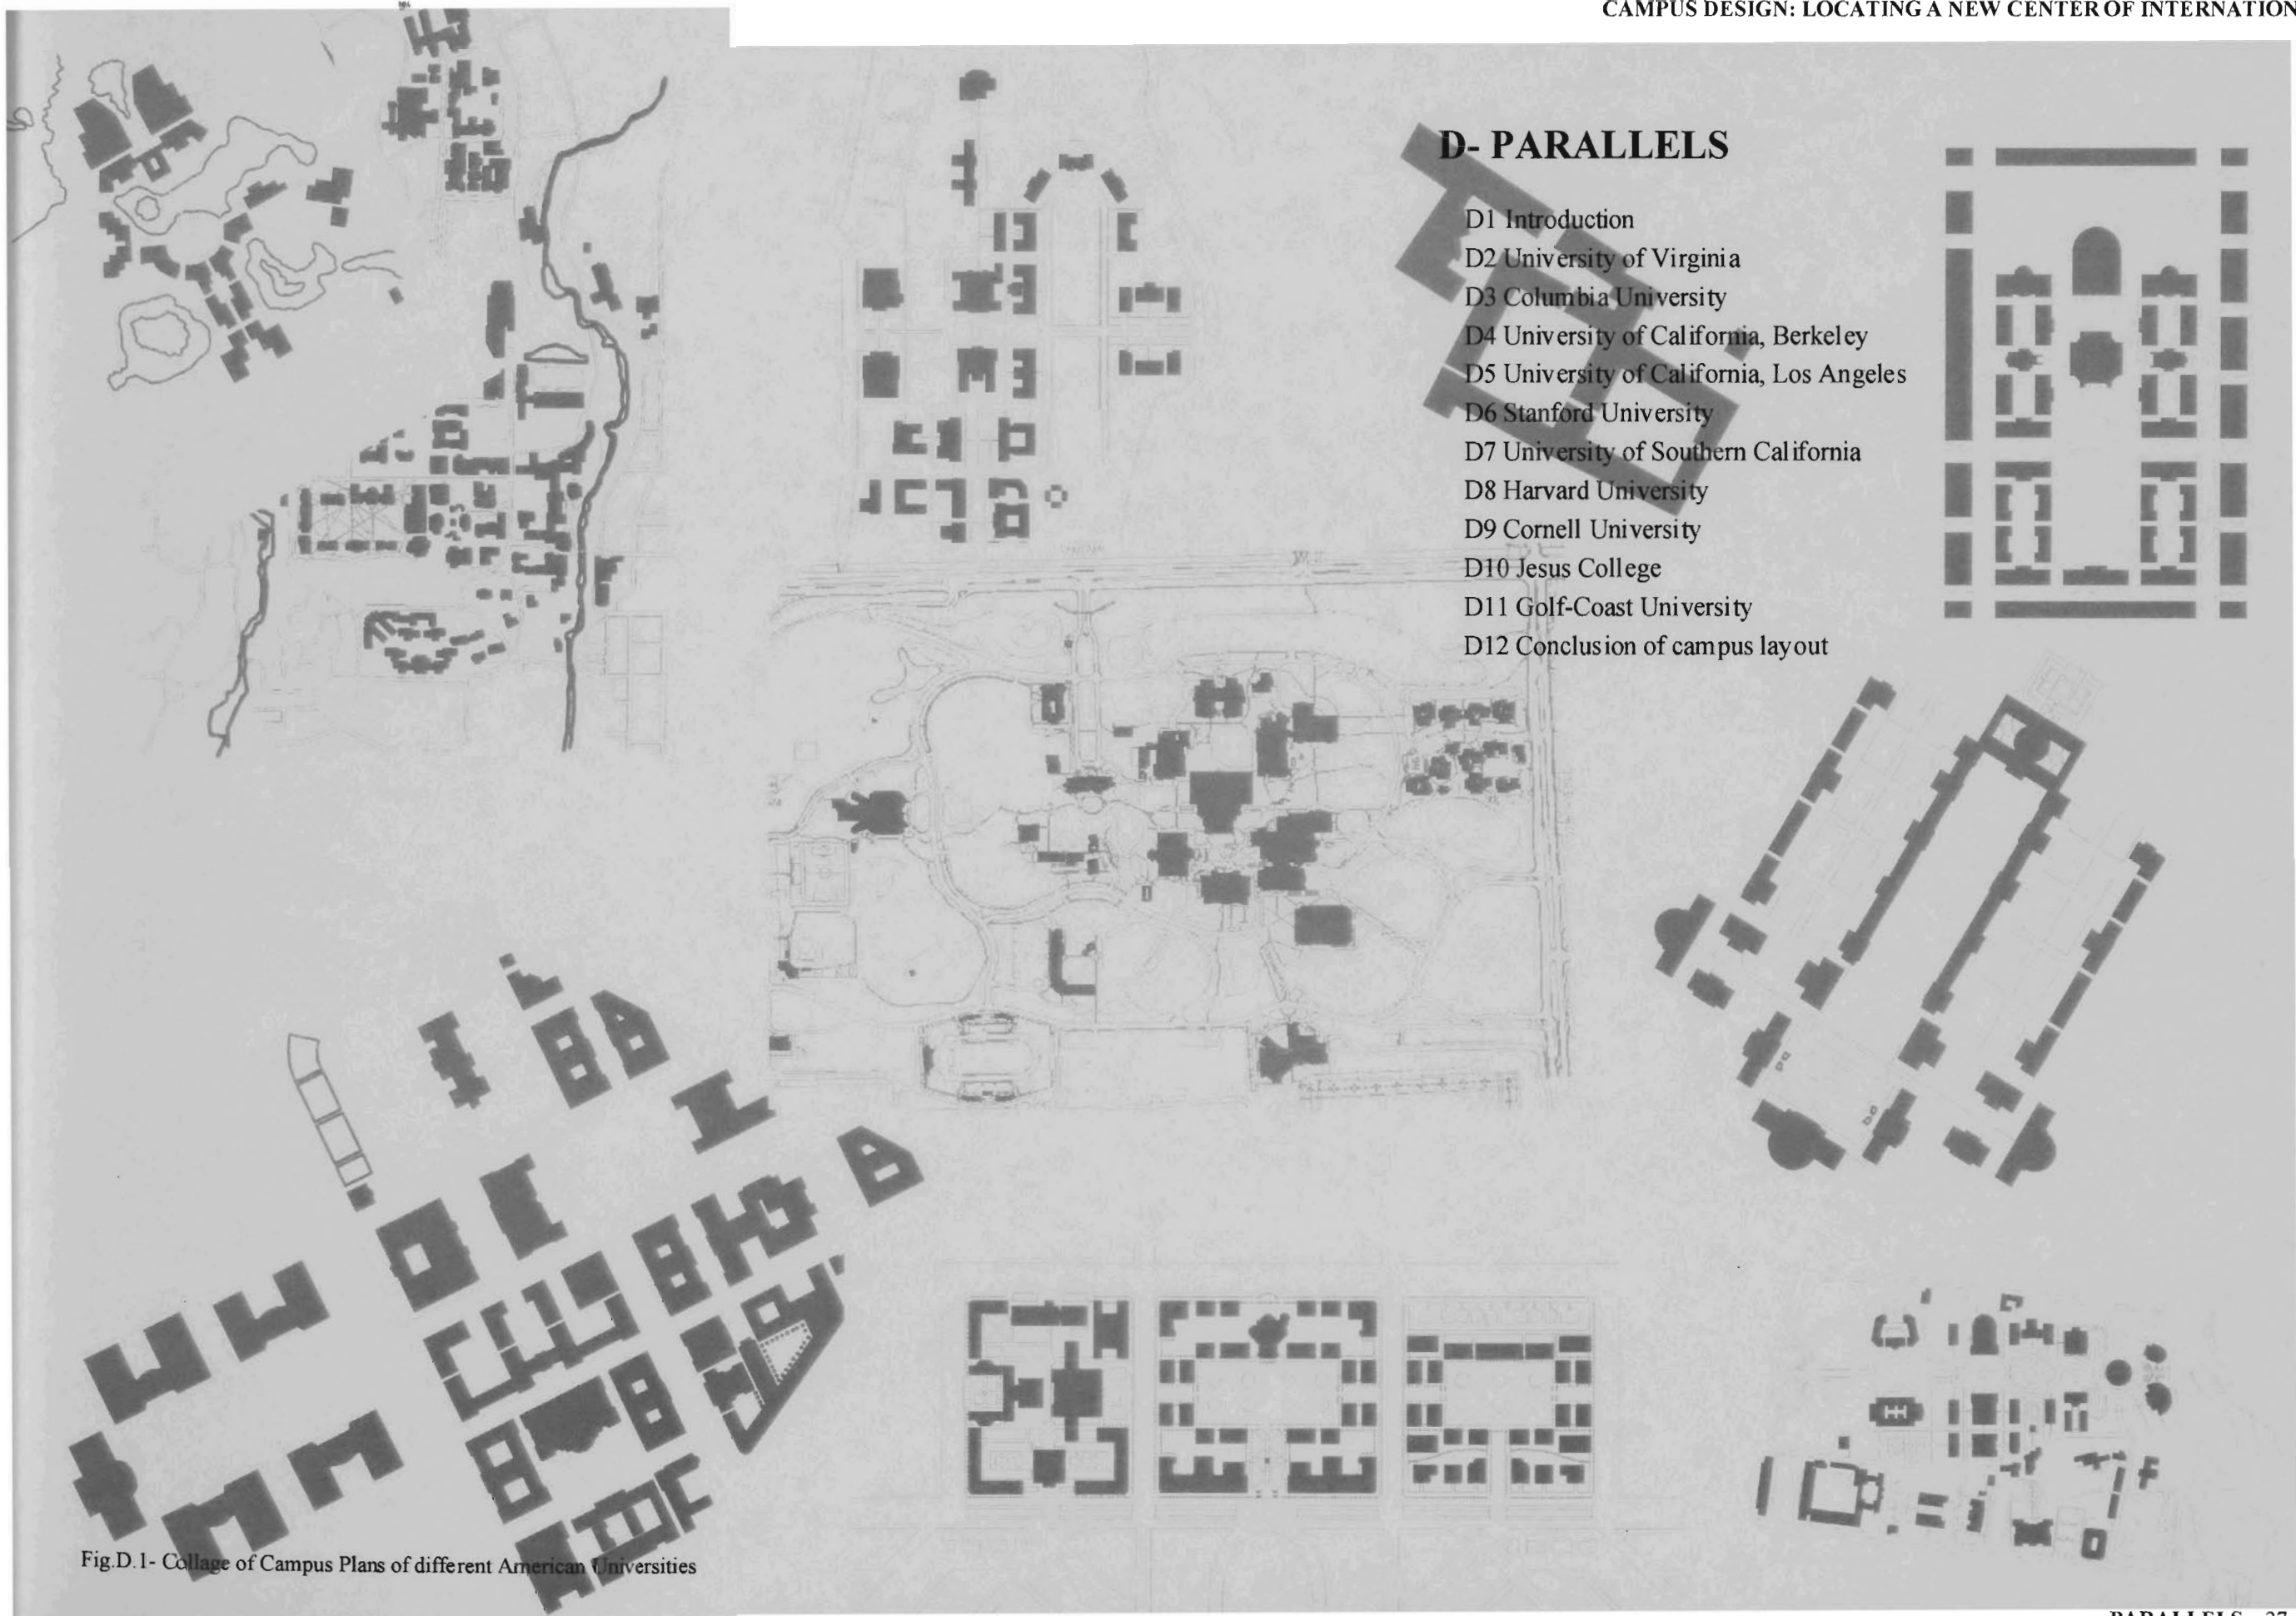 CAMPUS DESIGN: LOCATING A NEW CENTER OF INTERNATION
D- PARALLELS
D1 Introduction
D2 University of Virginia
D3 Columbia University
D4 University of California, Berkeley
D5 University of California, Los Angeles
D6 Stanford University
D7 University of Southern California
D8 Harvard University
D9 Cornell University
D10 Jesus College
D11 Golf-Coast University
D12 Conclusion of campus layout
Fig.D.1- Collage of Campus Plans of different American Universities